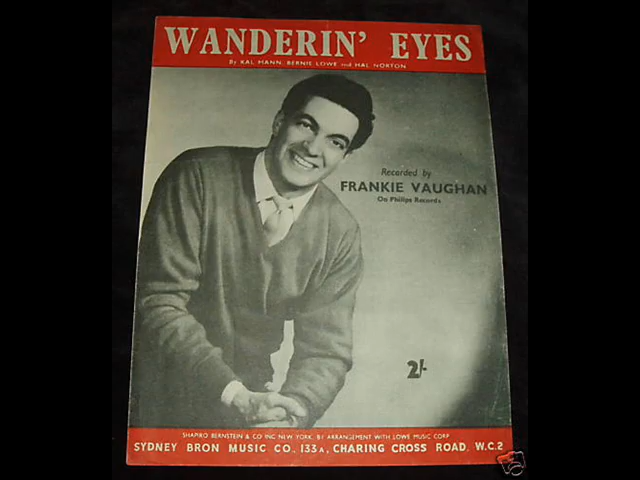 WANDERIN' EYES
By KAL MANN, BERNIE LOWE and HAL NORTON
Recorded by
FRANKIE VAUGHAN
On Philips Records
2/-
SHAPIRO BERNSTEIN & CO INC NEW YORK. BY ARRANGEMENT WITH LOWE MUSIC CORP
SYDNEY BRON MUSIC CO., 133A, CHARING CROSS ROAD. W.C.2